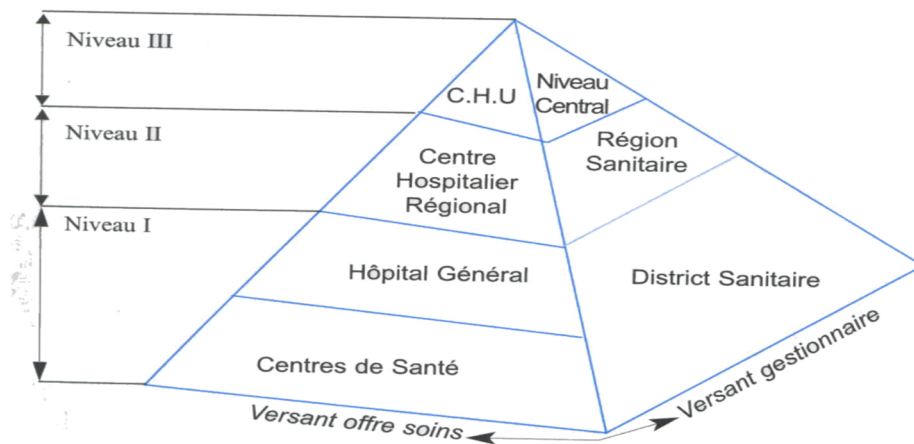 Niveau III
C.H.U
Niveau
Central
Niveau II
Centre
Hospitalier
Régional
Région
Sanitaire
Niveau I
Hôpital Général
District Sanitaire
Centres de Santé
Versant offre soins
Versant gestionnaire